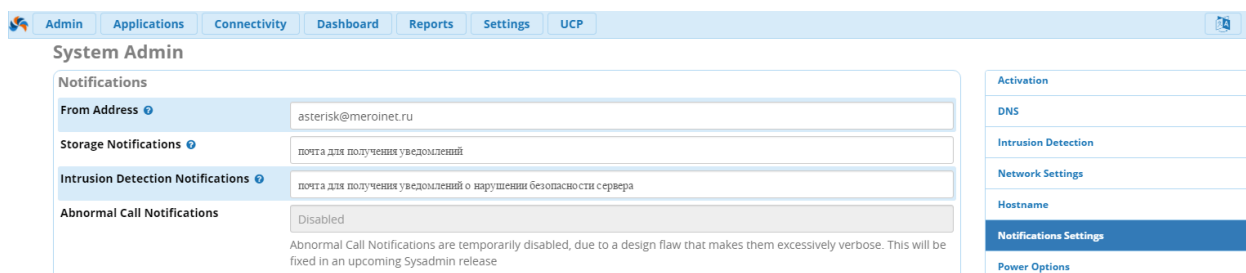 Admin Applications Connectivity Dashboard Reports Settings UCP
System Admin
Notifications
From Address
asterisk@meroinet.ru
Storage Notifications
почта для получения уведомлений
Intrusion Detection Notifications
почта для получения уведомлений о нарушении безопасности сервера
Abnormal Call Notifications
Disabled
Abnormal Call Notifications are temporarily disabled, due to a design flaw that makes them excessively verbose. This will be
fixed in an upcoming Sysadmin release
Activation
DNS
Intrusion Detection
Network Settings
Hostname
Notifications Settings
Power Options